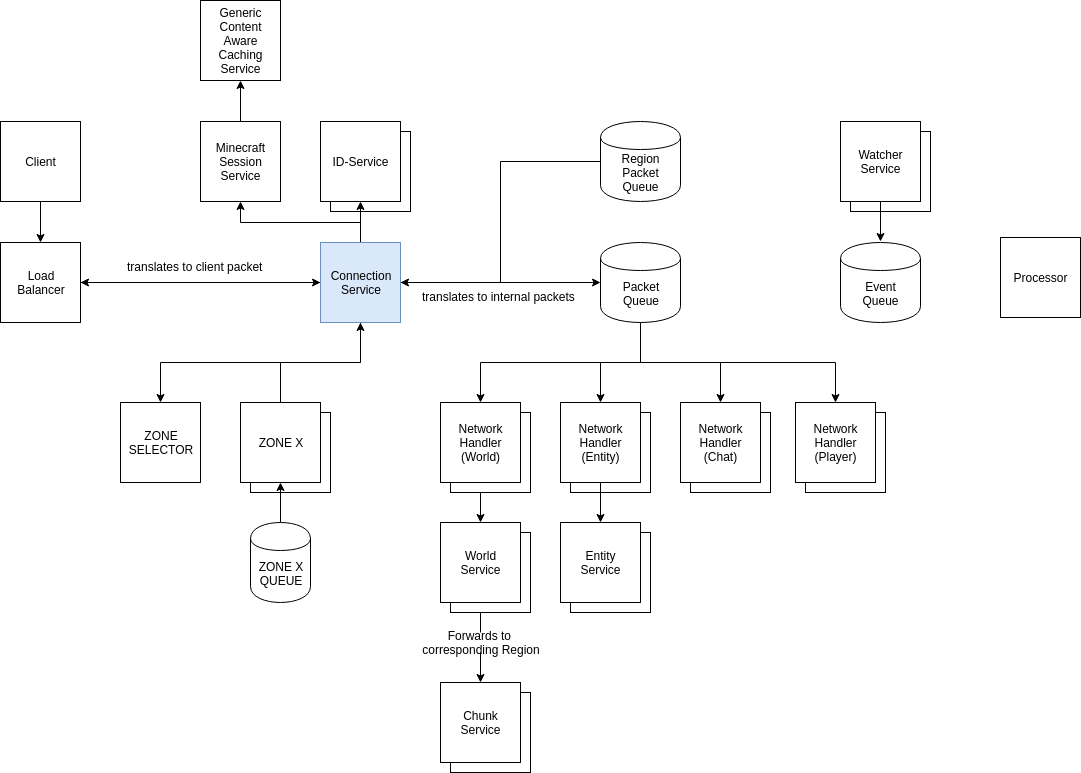 Generic
Content
Aware
Caching
Service
Client
Minecraft
Session
Service
ID-Service
Region
Packet
Queue
Watcher
Service
Load
Balancer
translates to client packet
Connection
Service
translates to internal packets
Packet
Queue
Event
Queue
Processor
ZONE
SELECTOR
ZONE X
Network
Handler
(World)
Network
Handler
(Entity)
Network
Handler
(Chat)
Network
Handler
(Player)
ZONE X
QUEUE
World
Service
Entity
Service
Forwards to
corresponding Region
Chunk
Service